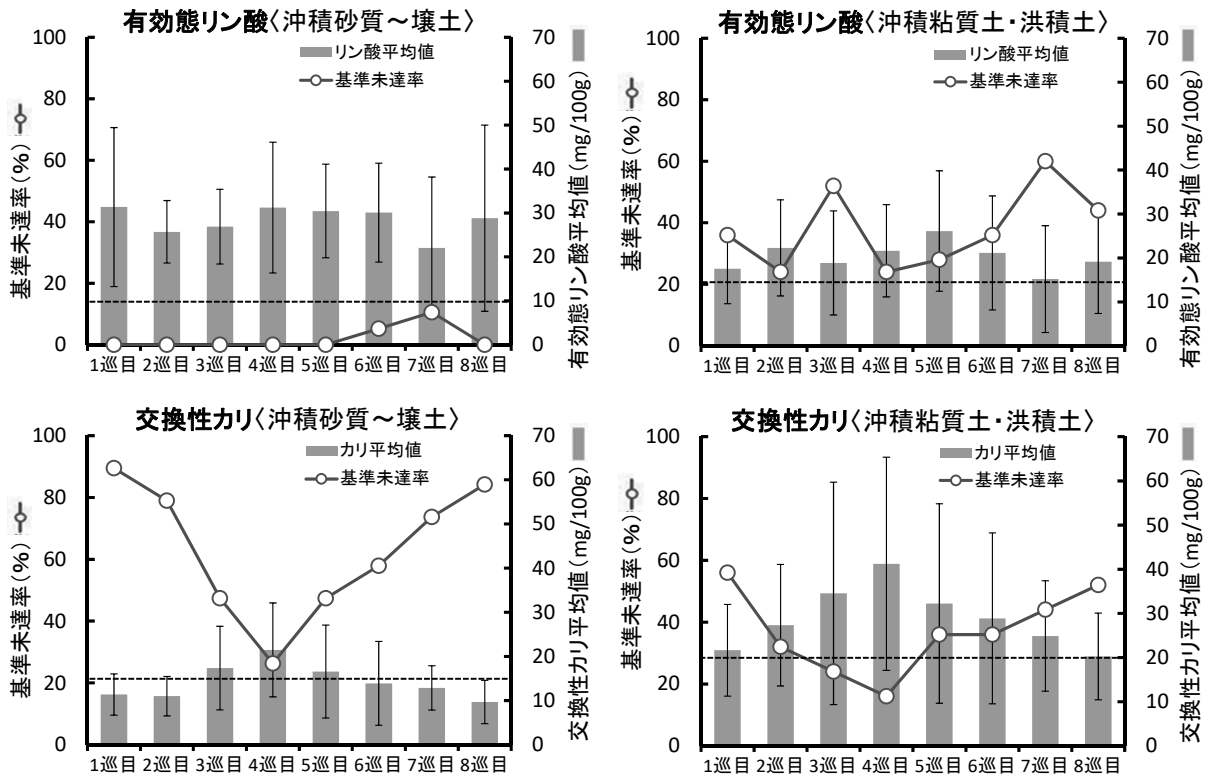 有効態リン酸〈沖積砂質～壌土〉
リン酸平均値
基準未達率
基準未達率(%)
100
80
60
40
20
0
有効態リン酸平均値(mg/100g)
70
60
50
40
30
20
10
0
1巡目 2巡目 3巡目 4巡目 5巡目 6巡目 7巡目 8巡目
有効態リン酸〈沖積粘質土・洪積土〉
リン酸平均値
基準未達率
基準未達率(%)
100
80
60
40
20
0
有効態リン酸平均値(mg/100g)
70
60
50
40
30
20
10
0
1巡目 2巡目 3巡目 4巡目 5巡目 6巡目 7巡目 8巡目
交換性カリ〈沖積砂質～壌土〉
カリ平均値
基準未達率
基準未達率(%)
100
80
60
40
20
0
交換性カリ平均値(mg/100g)
70
60
50
40
30
20
10
0
1巡目 2巡目 3巡目 4巡目 5巡目 6巡目 7巡目 8巡目
交換性カリ〈沖積粘質土・洪積土〉
カリ平均値
基準未達率
基準未達率(%)
100
80
60
40
20
0
交換性カリ平均値(mg/100g)
70
60
50
40
30
20
10
0
1巡目 2巡目 3巡目 4巡目 5巡目 6巡目 7巡目 8巡目